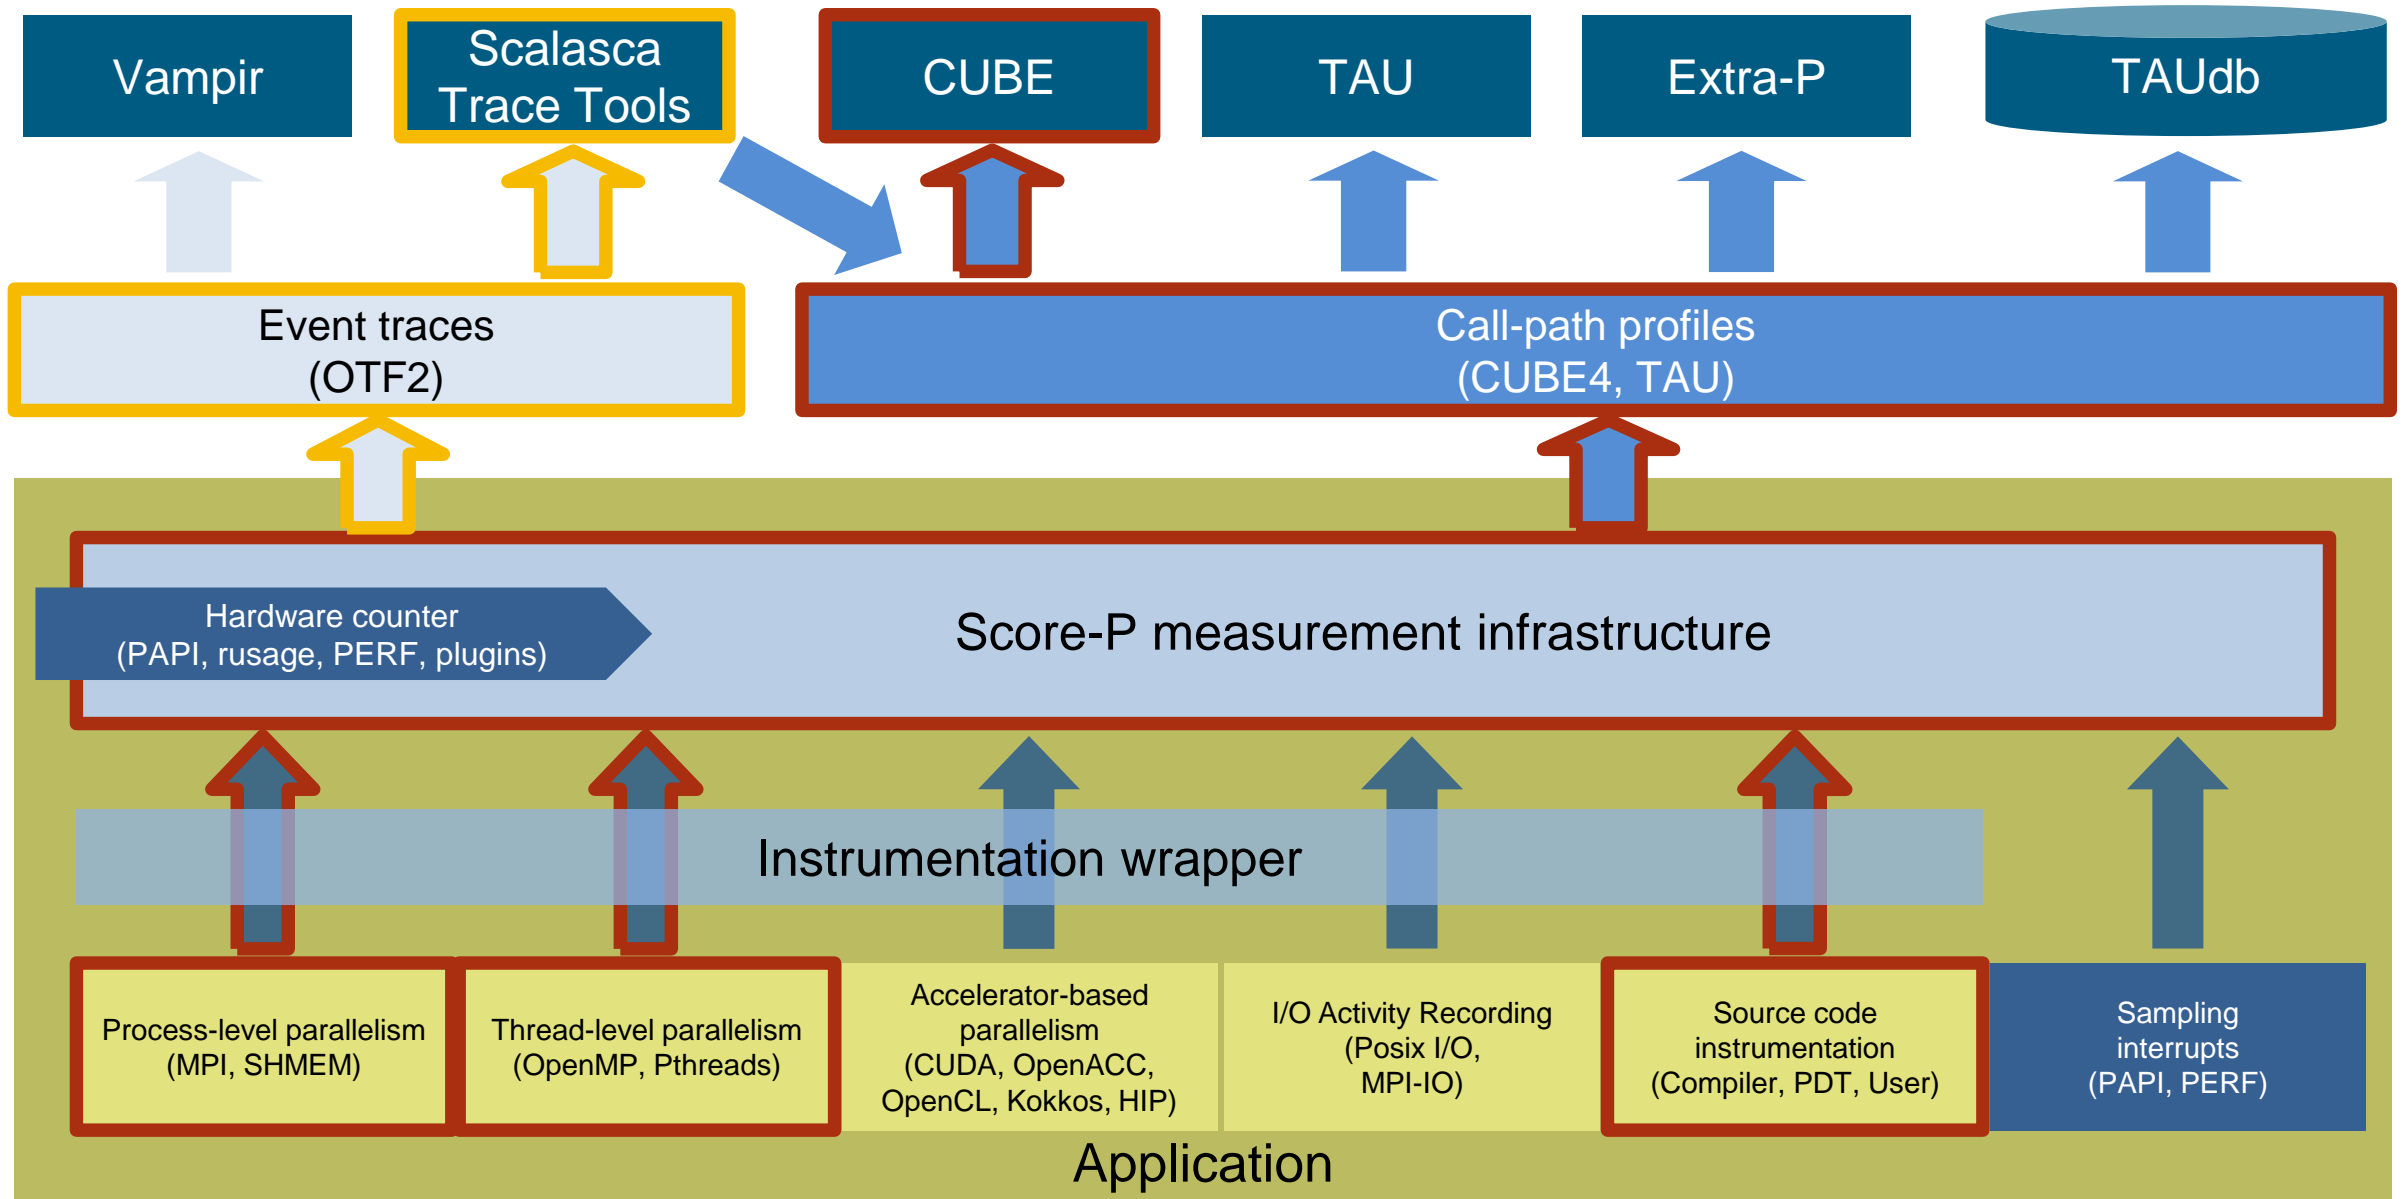 Vampir
Scalasca
Trace Tools
CUBE
TAU
Extra-P
TAUdb
Event traces
(OTF2)
Call-path profiles
(CUBE4, TAU)
Hardware counter
(PAPI, rusage, PERF, plugins)
Score-P measurement infrastructure
Instrumentation wrapper
Process-level parallelism
(MPI, SHMEM)
Thread-level parallelism
(OpenMP, Pthreads)
Accelerator-based
parallelism
(CUDA, OpenACC,
OpenCL, Kokkos, HIP)
I/O Activity Recording
(Posix I/O,
MPI-IO)
Source code
instrumentation
(Compiler, PDT, User)
Sampling
interrupts
(PAPI, PERF)
Application